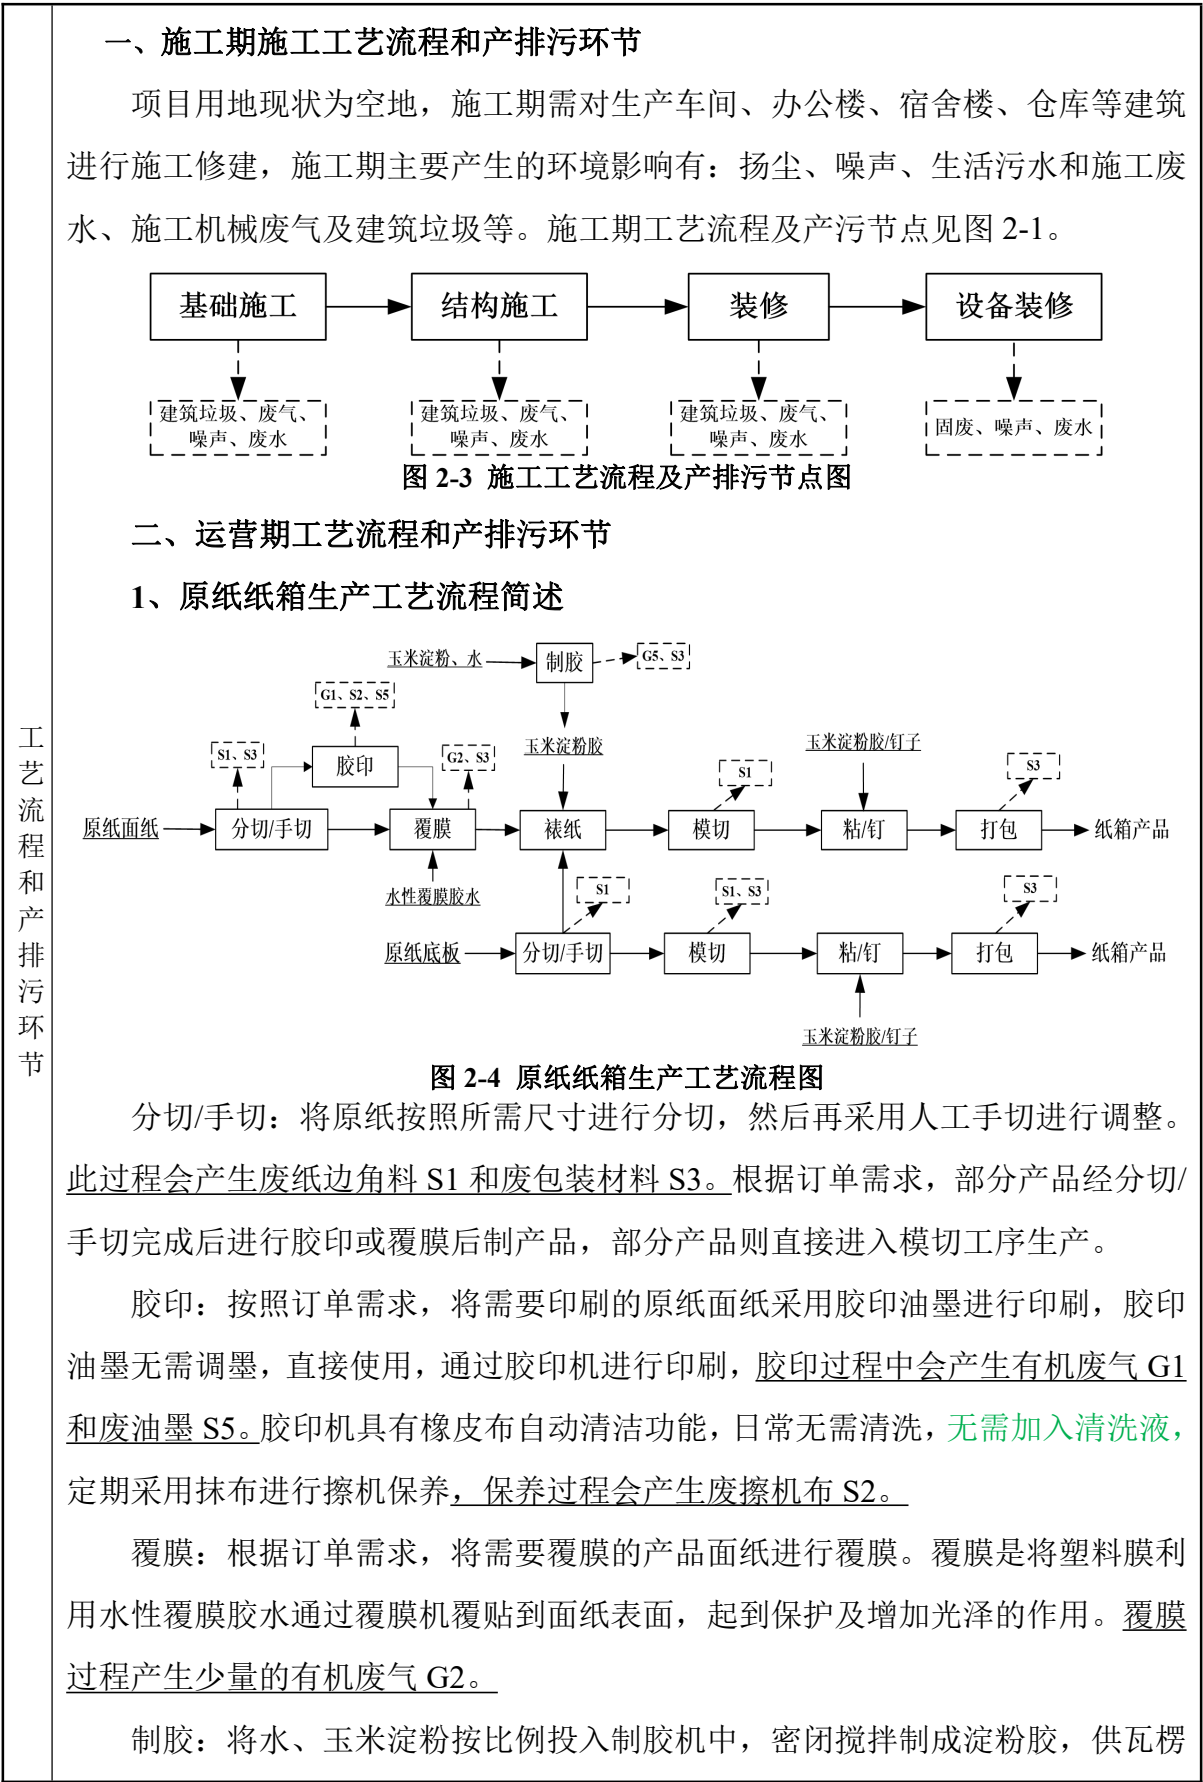 一、施工期施工工艺流程和产排污环节
项目用地现状为空地，施工期需对生产车间、办公楼、宿舍楼、仓库等建筑
进行施工修建，施工期主要产生的环境影响有：扬尘、噪声、生活污水和施工废
水、施工机械废气及建筑垃圾等。施工期工艺流程及产污节点见图 2-1。
基础施工
结构施工
装修
设备装修
建筑垃圾、废气、
噪声、废水
建筑垃圾、废气、
噪声、废水
建筑垃圾、废气、
噪声、废水
固废、噪声、废水
图 2-3 施工工艺流程及产排污节点图
二、运营期工艺流程和产排污环节
1、原纸纸箱生产工艺流程简述
玉米淀粉、水
制胶
G5、S3
G1、S2、S5
S1、S3
胶印
G2、S3
玉米淀粉胶
玉米淀粉胶/钉子
S1
S3
原纸面纸
分切/手切
覆膜
裱纸
模切
粘/钉
打包
纸箱产品
水性覆膜胶水
S1
S1、S3
S3
原纸底板
分切/手切
模切
粘/钉
打包
纸箱产品
玉米淀粉胶/钉子
图 2-4 原纸纸箱生产工艺流程图
工艺流程和产排污环节
分切/手切：将原纸按照所需尺寸进行分切，然后再采用人工手切进行调整。
此过程会产生废纸边角料 S1 和废包装材料 S3。根据订单需求，部分产品经分切/
手切完成后进行胶印或覆膜后制产品，部分产品则直接进入模切工序生产。
胶印：按照订单需求，将需要印刷的原纸面纸采用胶印油墨进行印刷，胶印
油墨无需调墨，直接使用，通过胶印机进行印刷，胶印过程中会产生有机废气 G1
和废油墨 S5。胶印机具有橡皮布自动清洁功能，日常无需清洗，无需加入清洗液，
定期采用抹布进行擦机保养，保养过程会产生废擦机布 S2。
覆膜：根据订单需求，将需要覆膜的产品面纸进行覆膜。覆膜是将塑料膜利
用水性覆膜胶水通过覆膜机覆贴到面纸表面，起到保护及增加光泽的作用。覆膜
过程产生少量的有机废气 G2。
制胶：将水、玉米淀粉按比例投入制胶机中，密闭搅拌制成淀粉胶，供瓦楞